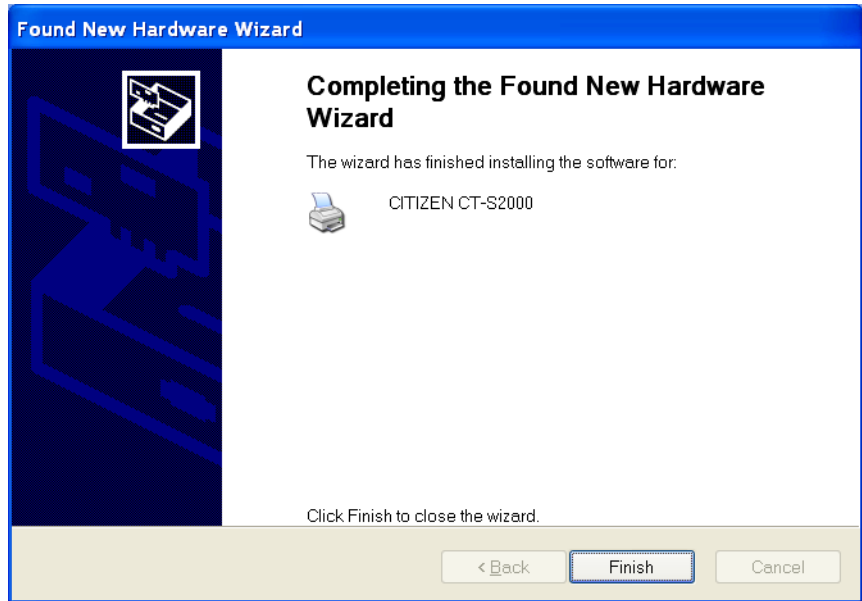 Found New Hardware Wizard
Completing the Found New Hardware
Wizard
The wizard has finished installing the software for:
CITIZEN CT-S2000
Click Finish to close the wizard.
< Back
Finish
Cancel